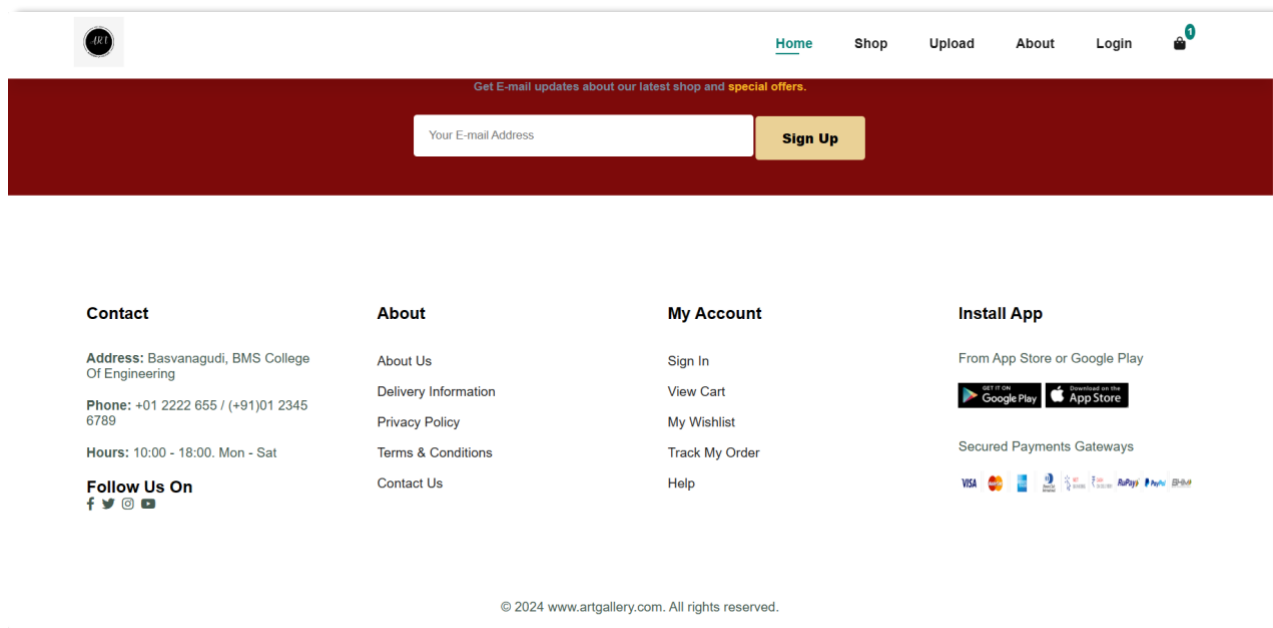 ART
Home Shop Upload About Login 1
Get E-mail updates about our latest shop and special offers.
Your E-mail Address Sign Up
Contact
Address: Basvanagudi, BMS College
Of Engineering
Phone: +01 2222 655 / (+91)01 2345
6789
Hours: 10:00 - 18:00. Mon - Sat
Follow Us On
About
About Us
Delivery Information
Privacy Policy
Terms & Conditions
Contact Us
My Account
Sign In
View Cart
My Wishlist
Track My Order
Help
Install App
From App Store or Google Play
GET IT ON
Google Play
Download on the
App Store
Secured Payments Gateways
VISA RuPay PayPal
© 2024 www.artgallery.com. All rights reserved.